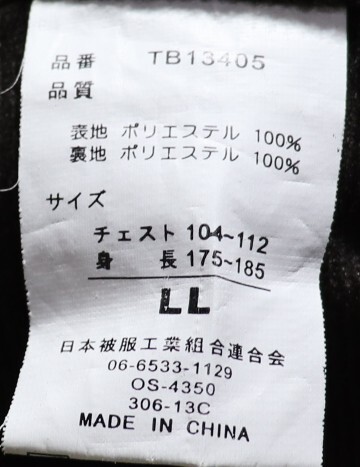 品番 TB13405
品質
表地 ポリエステル 100%
裏地 ポリエステル 100%
サイズ
チェスト 104~112
身 長 175~185
LL
日本被服工業組合連合会
06-6533-1129
OS-4350
306-13C
MADE IN CHINA